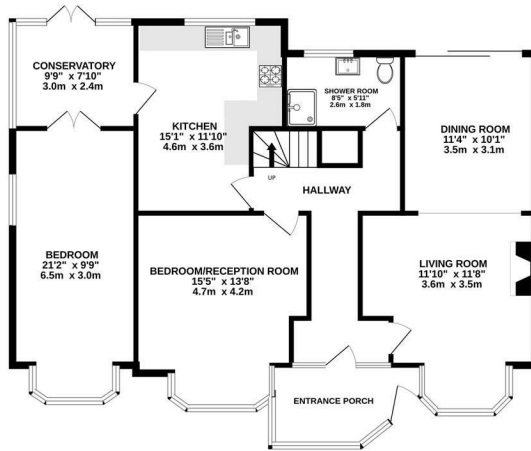 CONSERVATORY
9'9" x 7'10"
3.0m x 2.4m
KITCHEN
15'1" x 11'10"
4.6m x 3.6m
SHOWER ROOM
8'5" x 5'11"
2.6m x 1.8m
DINING ROOM
11'4" x 10'1"
3.5m x 3.1m
UP
HALLWAY
BEDROOM
21'2" x 9'9"
6.5m x 3.0m
BEDROOM/RECEPTION ROOM
15'5" x 13'8"
4.7m x 4.2m
LIVING ROOM
11'10" x 11'8"
3.6m x 3.5m
ENTRANCE PORCH